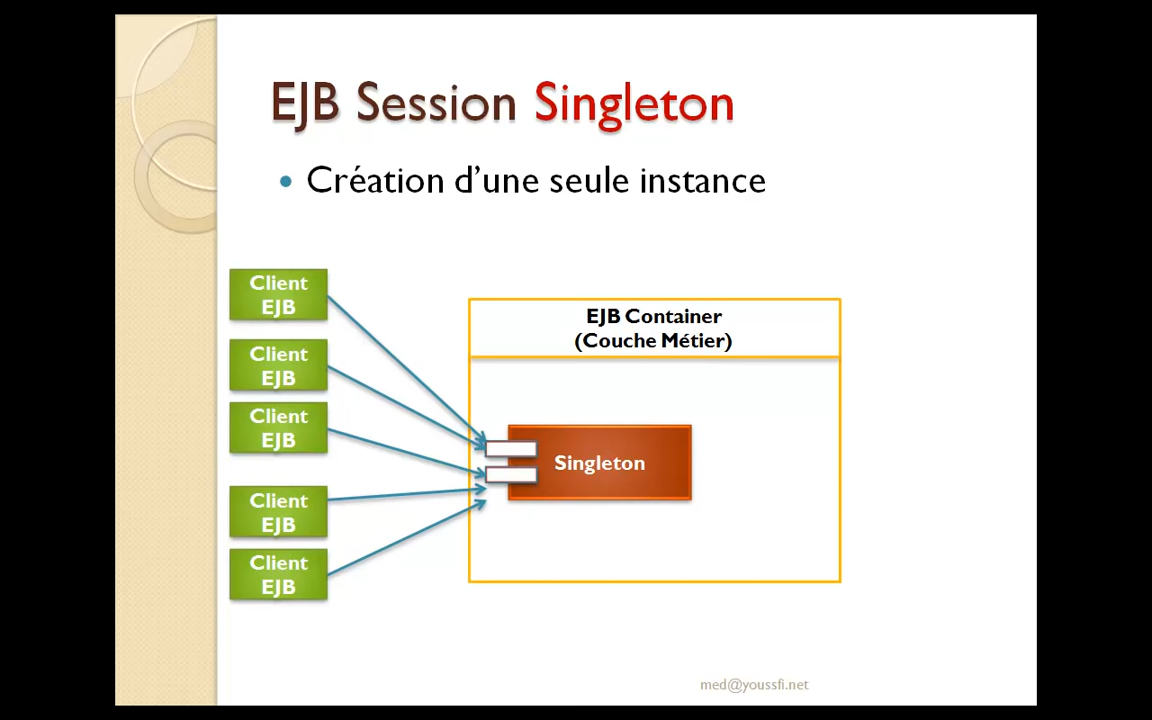 EJB Session Singleton
• Création d’une seule instance
Client
EJB
Client
EJB
Client
EJB
Client
EJB
Client
EJB
EJB Container
(Couche Métier)
Singleton
med@youssfi.net